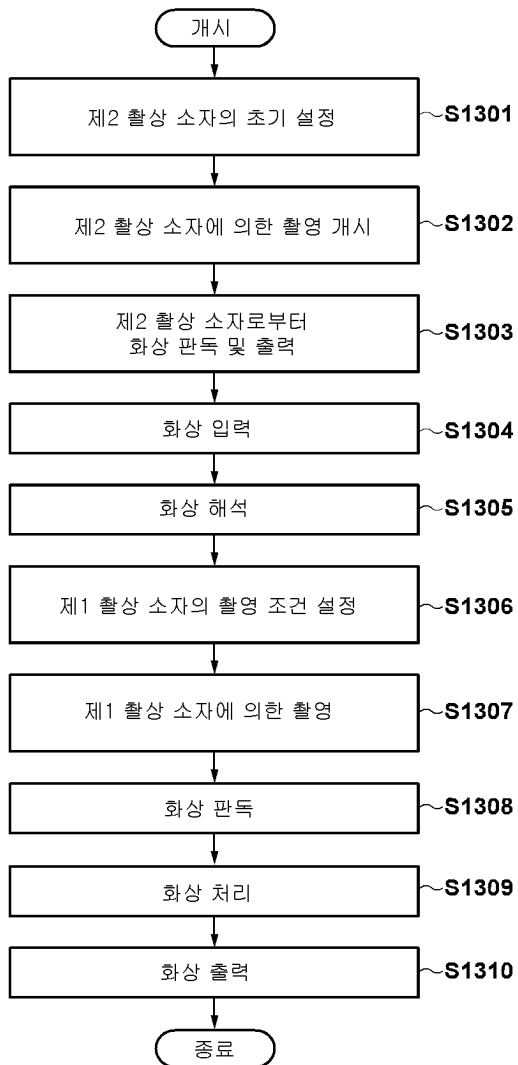 개시
제2 촬상 소자의 초기 설정
S1301
제2 촬상 소자에 의한 촬영 개시
S1302
제2 촬상 소자로부터
화상 판독 및 출력
S1303
화상 입력
S1304
화상 해석
S1305
제1 촬상 소자의 촬영 조건 설정
S1306
제1 촬상 소자에 의한 촬영
S1307
화상 판독
S1308
화상 처리
S1309
화상 출력
S1310
종료